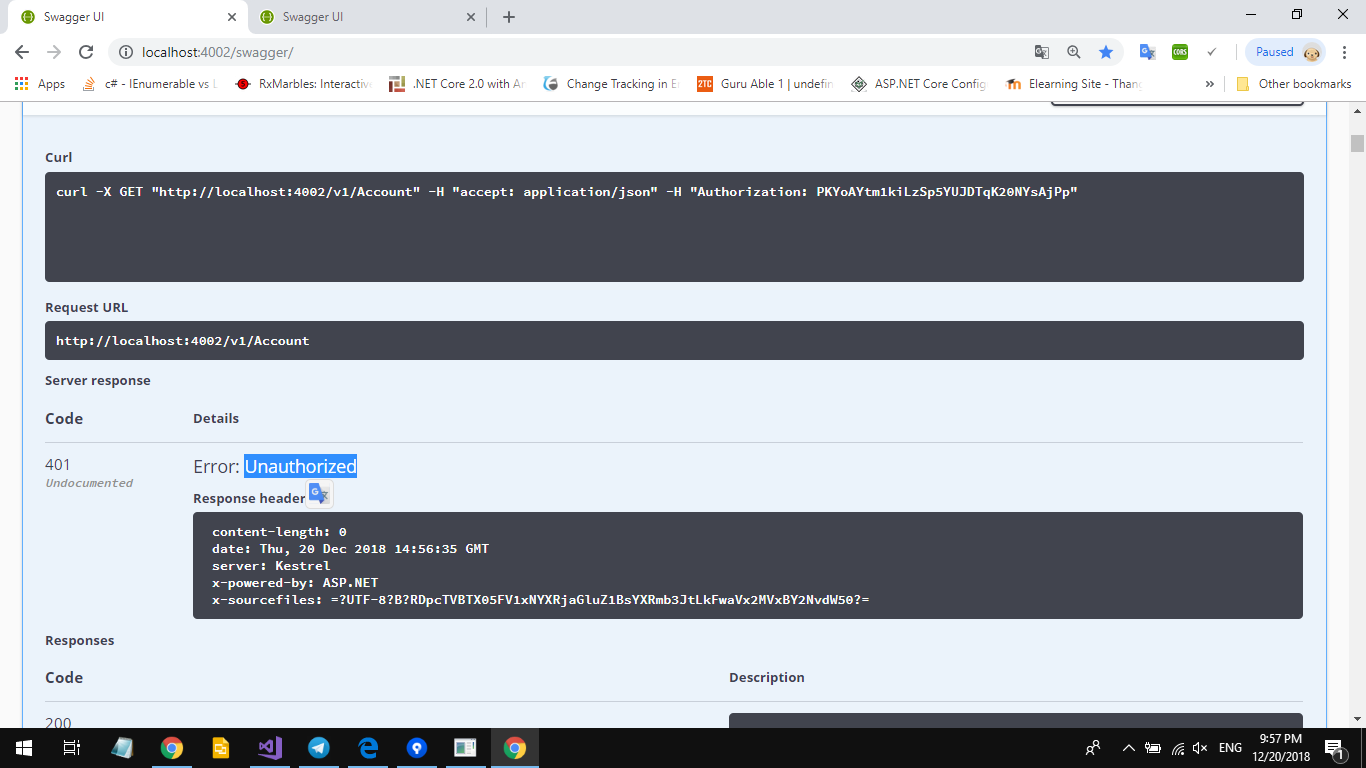 Swagger UI
Swagger UI
localhost:4002/swagger/
Paused
Apps
c# - IEnumerable vs L
RxMarbles: Interactive
.NET Core 2.0 with An
Change Tracking in E
Guru Able 1 | undefin
ASP.NET Core Config
Elearning Site - Thang
Other bookmarks
Curl
curl -X GET "http://localhost:4002/v1/Account" -H "accept: application/json" -H "Authorization: PKYoAYtm1kiLzSp5YUJDTqK20NYsAjPp"
Request URL
http://localhost:4002/v1/Account
Server response
Code Details
401 Error: Unauthorized
Undocumented
Response header
content-length: 0
date: Thu, 20 Dec 2018 14:56:35 GMT
server: Kestrel
x-powered-by: ASP.NET
x-sourcefiles: =?UTF-8?B?RDpcTVBTX05FV1xNYXRjaGluZ1BsYXRmb3JtLkFwaVx2MVxBY2NvdW50?=
Responses
Code Description
200
ENG
9:57 PM
12/20/2018
1